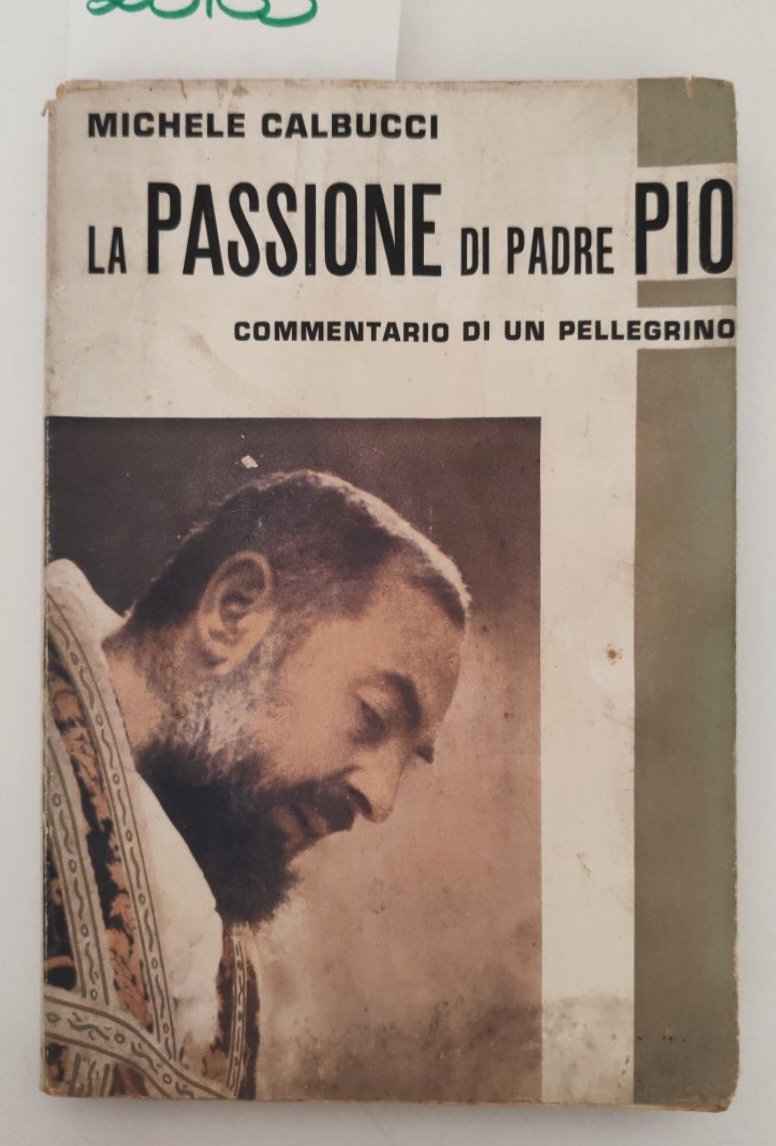 MICHELE CALBUCCI
LA PASSIONE DI PADRE PIO
COMMENTARIO DI UN PELLEGRINO